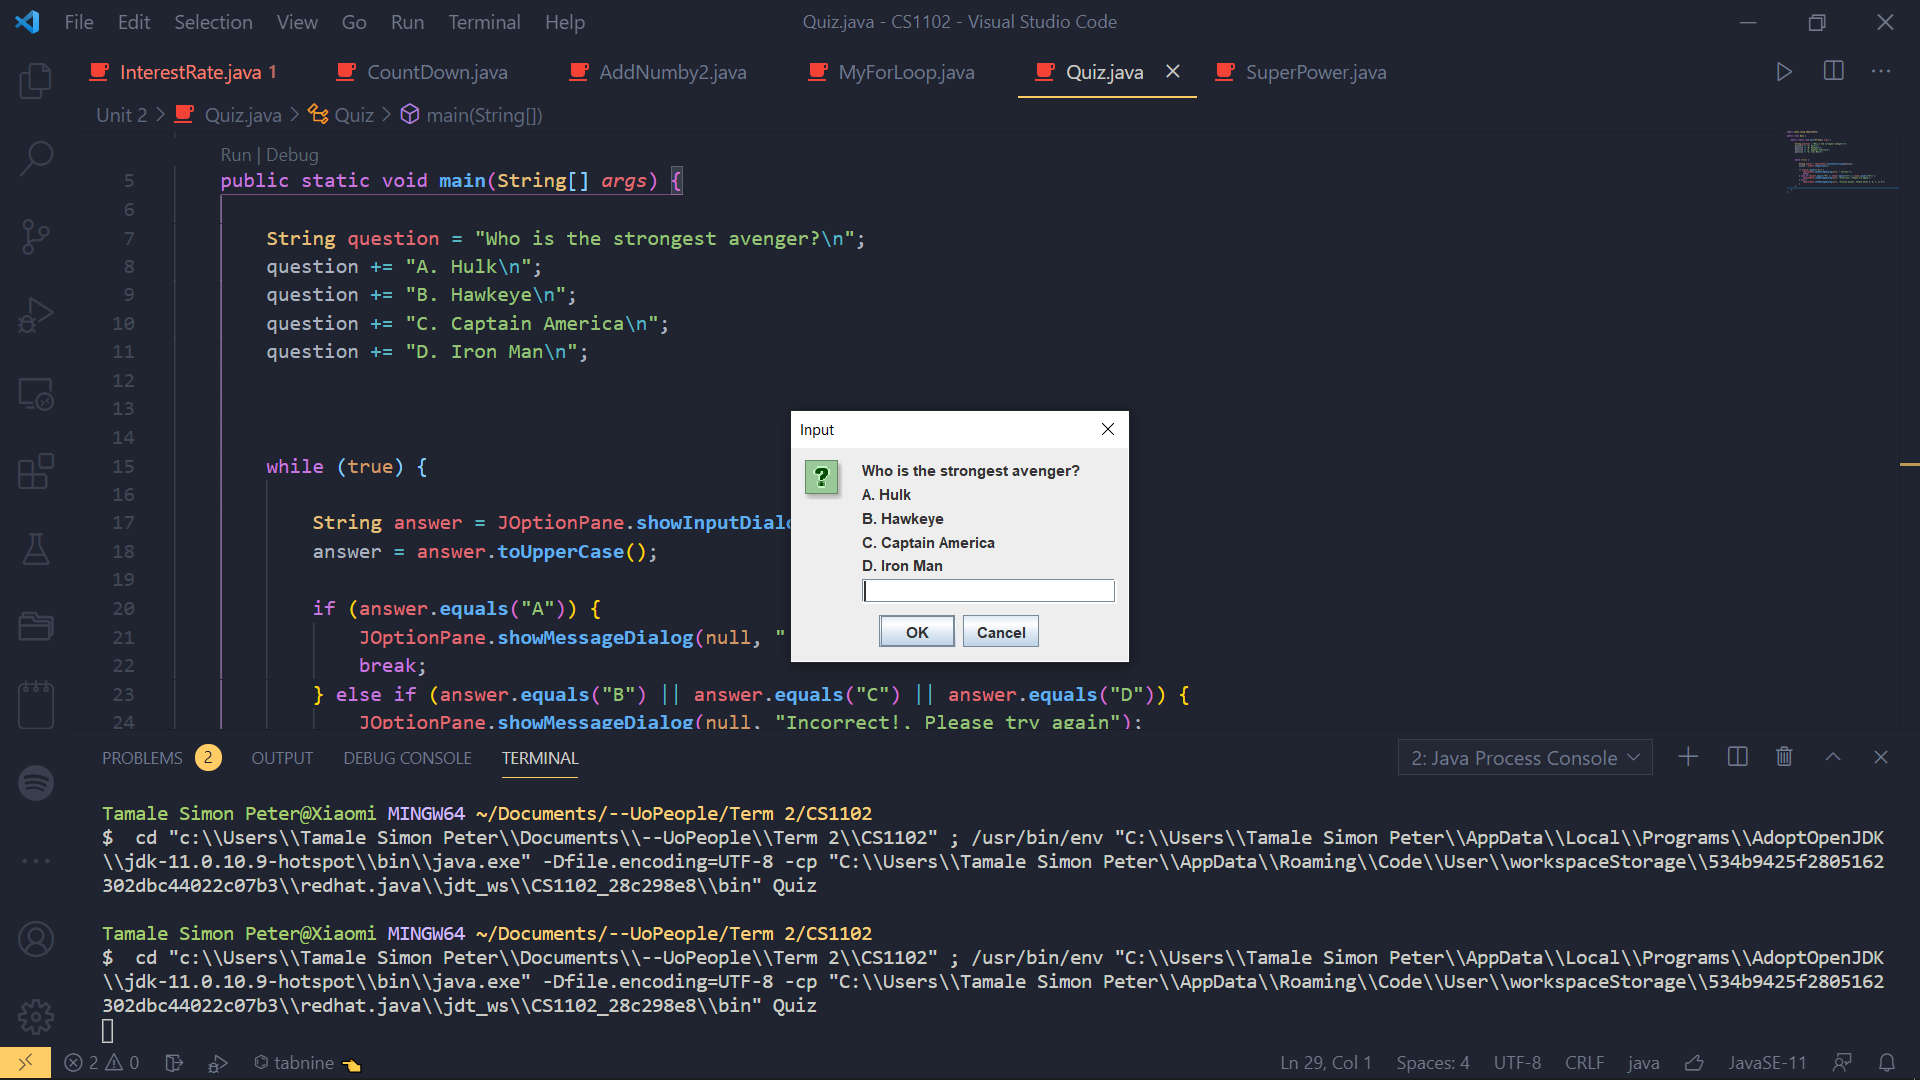 File Edit Selection View Go Run Terminal Help
Quiz.java - CS1102 - Visual Studio Code
InterestRate.java 1
CountDown.java
AddNumby2.java
MyForLoop.java
Quiz.java
SuperPower.java
Unit 2 > Quiz.java > Quiz > main(String[])
Run | Debug
5 public static void main(String[] args) {
6
7 String question = "Who is the strongest avenger?\n";
8 question += "A. Hulk\n";
9 question += "B. Hawkeye\n";
10 question += "C. Captain America\n";
11 question += "D. Iron Man\n";
12
13
14
15 while (true) {
16
17 String answer = JOptionPane.showInputDialo
18 answer = answer.toUpperCase();
19
20 if (answer.equals("A")) {
21 JOptionPane.showMessageDialog(null, "
22 break;
23 } else if (answer.equals("B") || answer.equals("C") || answer.equals("D")) {
24 JOptionPane.showMessageDialog(null, "Incorrect!. Please try again");
Input
?
Who is the strongest avenger?
A. Hulk
B. Hawkeye
C. Captain America
D. Iron Man
OK
Cancel
PROBLEMS 2 OUTPUT DEBUG CONSOLE TERMINAL
2: Java Process Console
Tamale Simon Peter@Xiaomi MINGW64 ~/Documents/--UoPeople/Term 2/CS1102
$ cd "c:\\Users\\Tamale Simon Peter\\Documents\\--UoPeople\\Term 2\\CS1102" ; /usr/bin/env "C:\\Users\\Tamale Simon Peter\\AppData\\Local\\Programs\\AdoptOpenJDK
\\jdk-11.0.10.9-hotspot\\bin\\java.exe" -Dfile.encoding=UTF-8 -cp "C:\\Users\\Tamale Simon Peter\\AppData\\Roaming\\Code\\User\\workspaceStorage\\534b9425f2805162
302dbc44022c07b3\\redhat.java\\jdt_ws\\CS1102_28c298e8\\bin" Quiz
Tamale Simon Peter@Xiaomi MINGW64 ~/Documents/--UoPeople/Term 2/CS1102
$ cd "c:\\Users\\Tamale Simon Peter\\Documents\\--UoPeople\\Term 2\\CS1102" ; /usr/bin/env "C:\\Users\\Tamale Simon Peter\\AppData\\Local\\Programs\\AdoptOpenJDK
\\jdk-11.0.10.9-hotspot\\bin\\java.exe" -Dfile.encoding=UTF-8 -cp "C:\\Users\\Tamale Simon Peter\\AppData\\Roaming\\Code\\User\\workspaceStorage\\534b9425f2805162
302dbc44022c07b3\\redhat.java\\jdt_ws\\CS1102_28c298e8\\bin" Quiz
2 0 tabnine
Ln 29, Col 1 Spaces: 4 UTF-8 CRLF java JavaSE-11